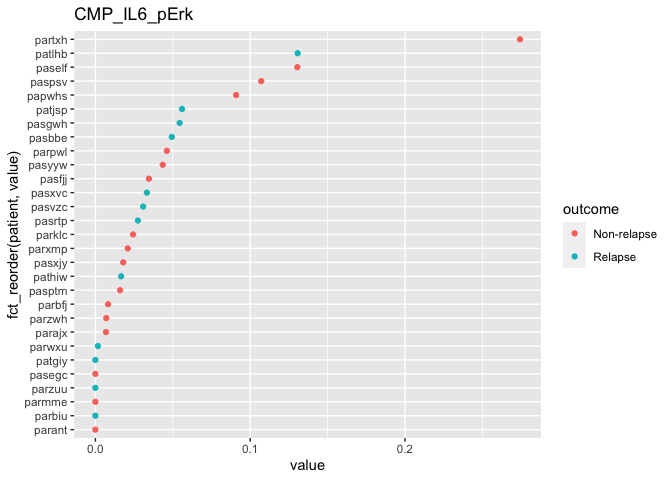 CMP_IL6_pErk
fct_reorder(patient, value)
partxh
patlhb
paself
paspsv
papwhs
patjsp
pasgwh
pasbbe
parpwl
pasyyw
pasfjj
pasxvc
pasvzc
pasrtp
parklc
parxmp
pasxjy
pathiw
pasptm
parbfj
parzwh
parajx
parwxu
patgiy
pasegc
parzuu
parmme
parbiu
parant
0.0 0.1 0.2
value
outcome
Non-relapse
Relapse